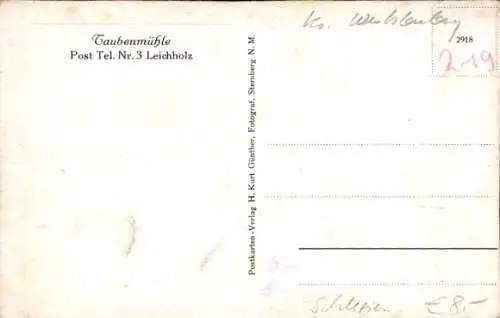 Taubenmühle
Post Tel. Nr. 3 Leichholz
Postkarten-Verlag H. Kurt Günther, Fotograf, Sternberg N. M.
2918
2-19
Schlesien € 8.-